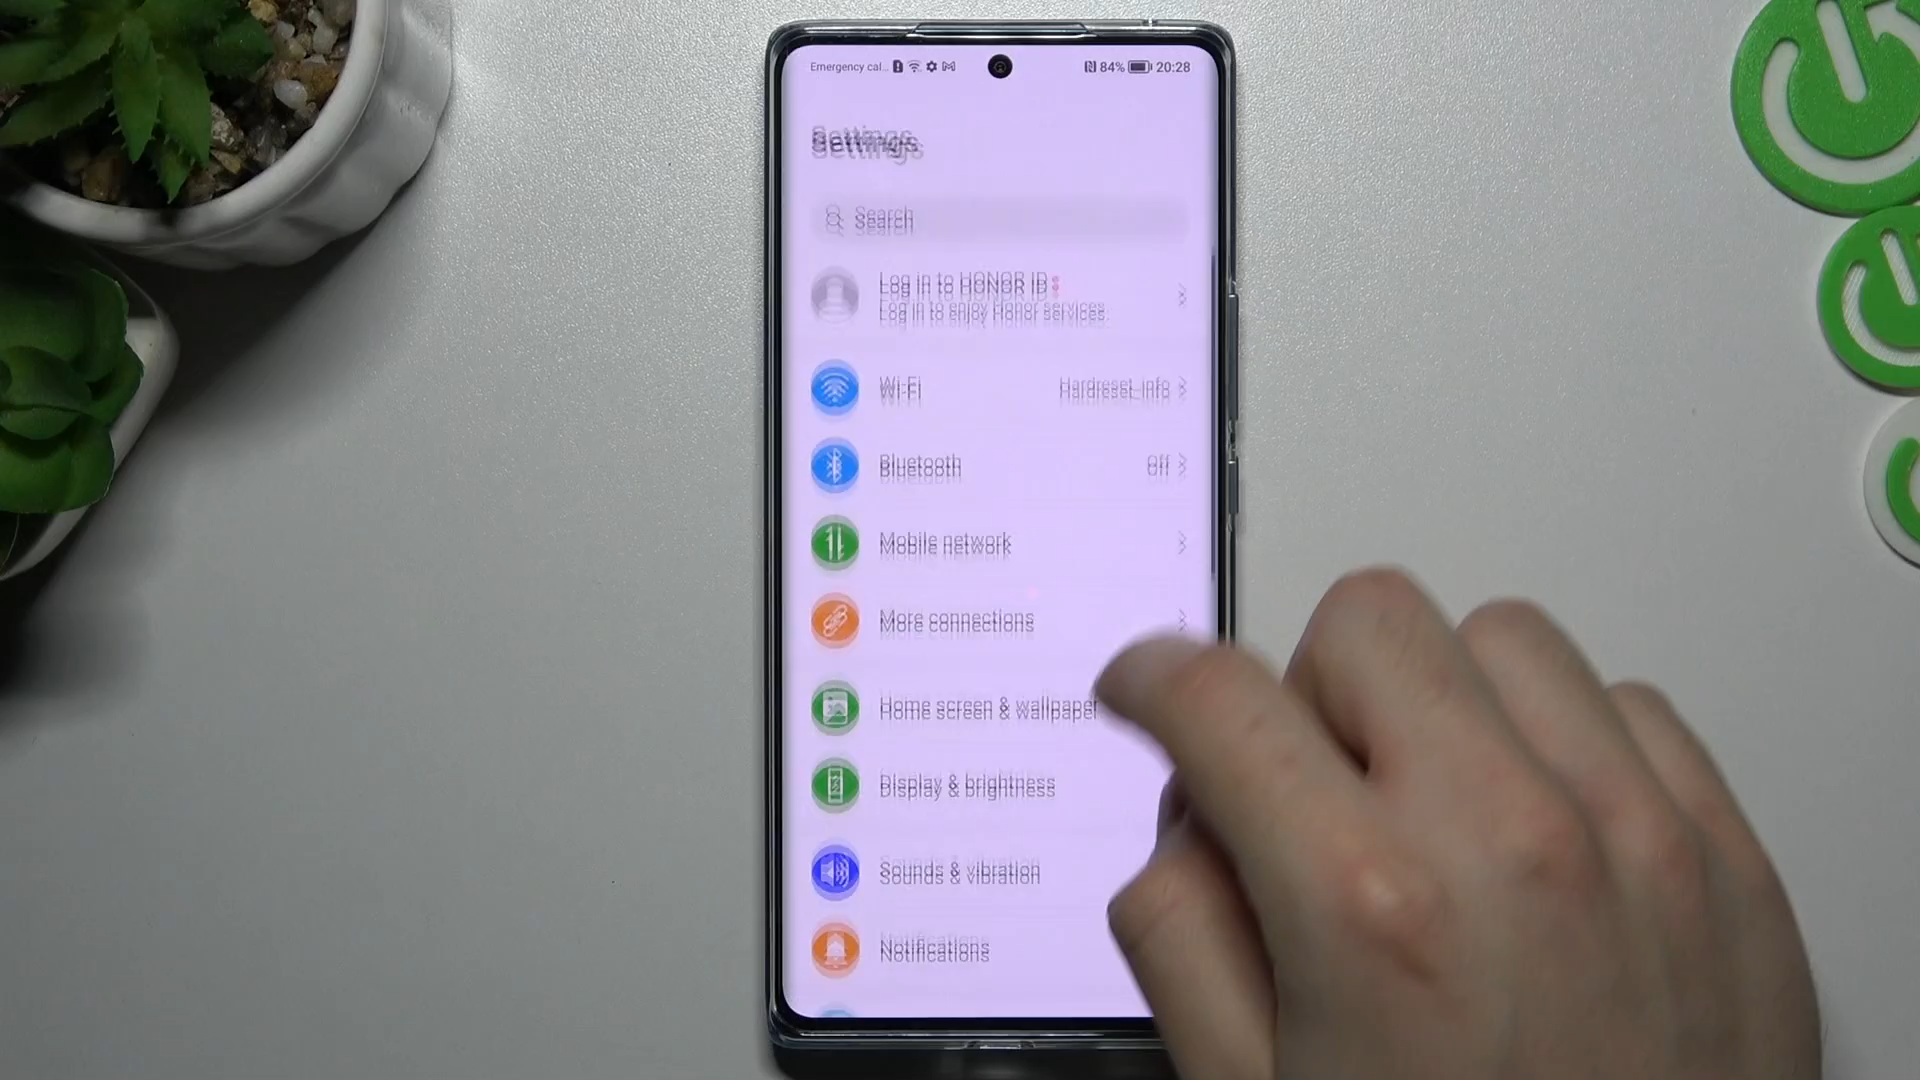 Emergency cal... 84% 20:28
Settings
Search
Log in to HONOR ID
Log in to enjoy Honor services.
Wi-Fi Hardreset_info
Bluetooth Off
Mobile network
More connections
Home screen & wallpaper
Display & brightness
Sounds & vibration
Notifications